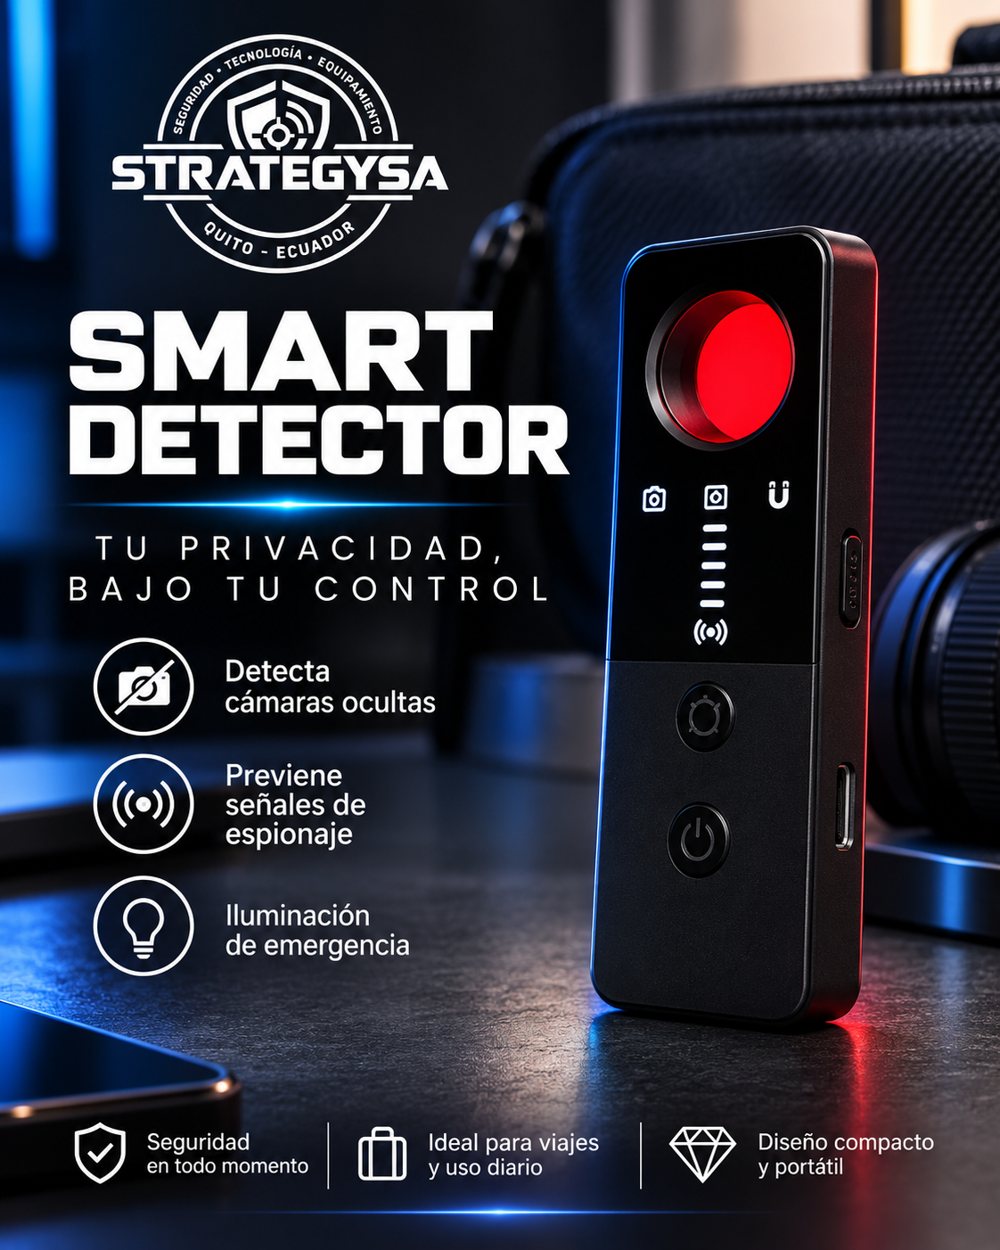 SEGURIDAD • TECNOLOGÍA • EQUIPAMIENTO
STRATEGYSA
QUITO - ECUADOR
SMART
DETECTOR
TU PRIVACIDAD,
BAJO TU CONTROL
Detecta
cámaras ocultas
Previene
señales de
espionaje
Iluminación
de emergencia
Seguridad
en todo momento
Ideal para viajes
y uso diario
Diseño compacto
y portátil